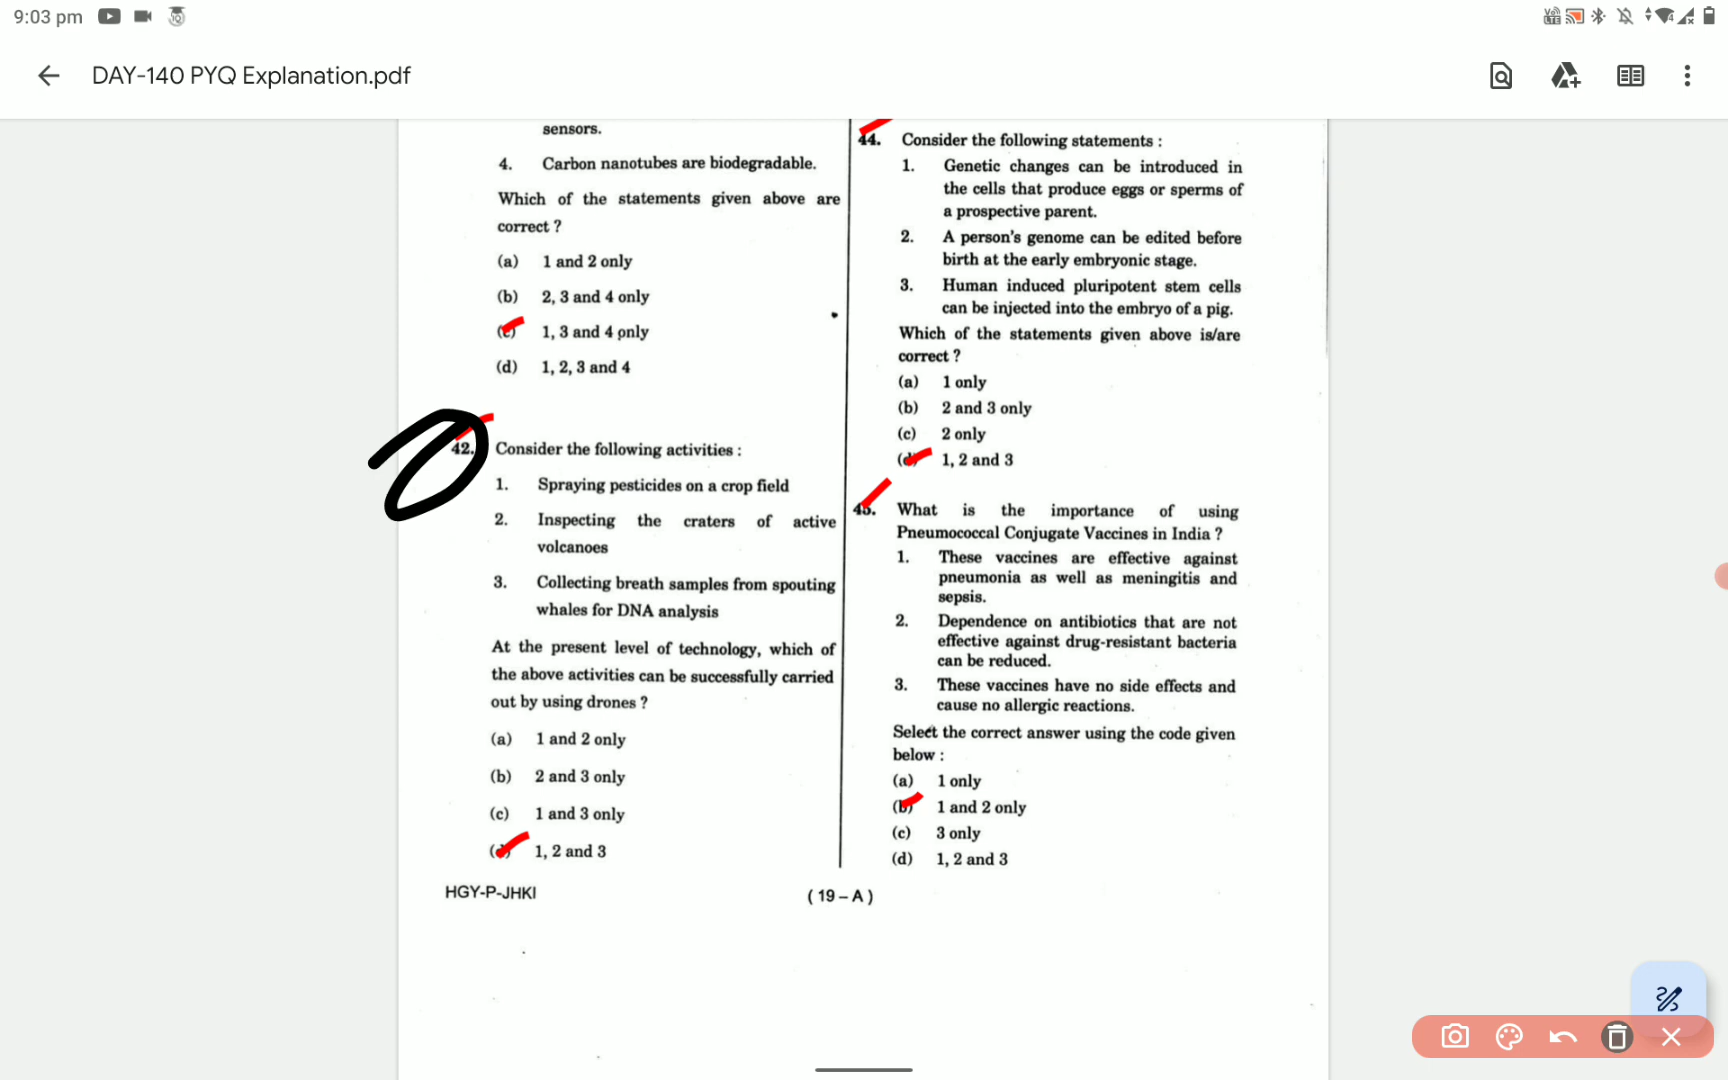 9:03 pm
DAY-140 PYQ Explanation.pdf
sensors.
4. Carbon nanotubes are biodegradable.
Which of the statements given above are
correct ?
(a) 1 and 2 only
(b) 2, 3 and 4 only
(c) 1, 3 and 4 only
(d) 1, 2, 3 and 4
42. Consider the following activities :
1. Spraying pesticides on a crop field
2. Inspecting the craters of active
volcanoes
3. Collecting breath samples from spouting
whales for DNA analysis
At the present level of technology, which of
the above activities can be successfully carried
out by using drones ?
(a) 1 and 2 only
(b) 2 and 3 only
(c) 1 and 3 only
(d) 1, 2 and 3
44. Consider the following statements :
1. Genetic changes can be introduced in
the cells that produce eggs or sperms of
a prospective parent.
2. A person's genome can be edited before
birth at the early embryonic stage.
3. Human induced pluripotent stem cells
can be injected into the embryo of a pig.
Which of the statements given above is/are
correct ?
(a) 1 only
(b) 2 and 3 only
(c) 2 only
(d) 1, 2 and 3
45. What is the importance of using
Pneumococcal Conjugate Vaccines in India ?
1. These vaccines are effective against
pneumonia as well as meningitis and
sepsis.
2. Dependence on antibiotics that are not
effective against drug-resistant bacteria
can be reduced.
3. These vaccines have no side effects and
cause no allergic reactions.
Select the correct answer using the code given
below :
(a) 1 only
(b) 1 and 2 only
(c) 3 only
(d) 1, 2 and 3
HGY-P-JHKI
( 19 – A )